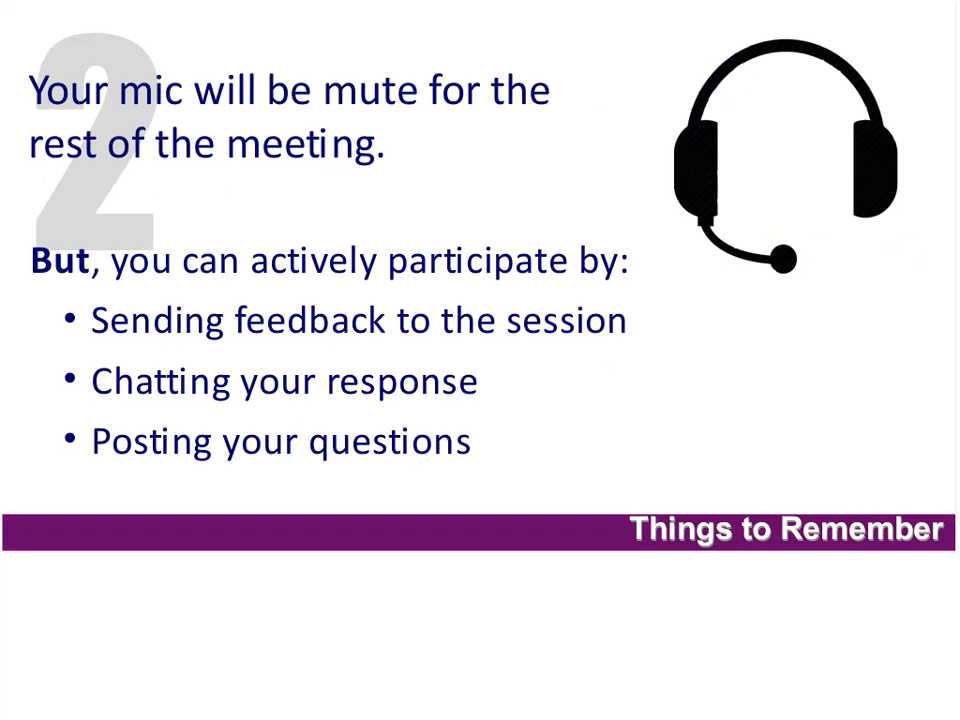 2
Your mic will be mute for the
rest of the meeting.
But, you can actively participate by:
• Sending feedback to the session
• Chatting your response
• Posting your questions
Things to Remember